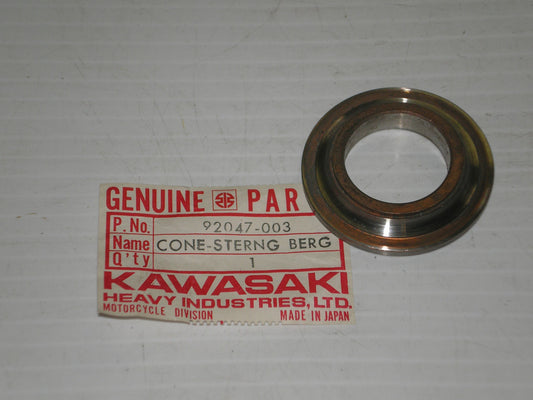 GENUINE PAR
P. No. 92047-003
Name CONE-STERNG BERG
Q'ty 1
KAWASAKI
HEAVY INDUSTRIES, LTD.
MOTORCYCLE DIVISION MADE IN JAPAN